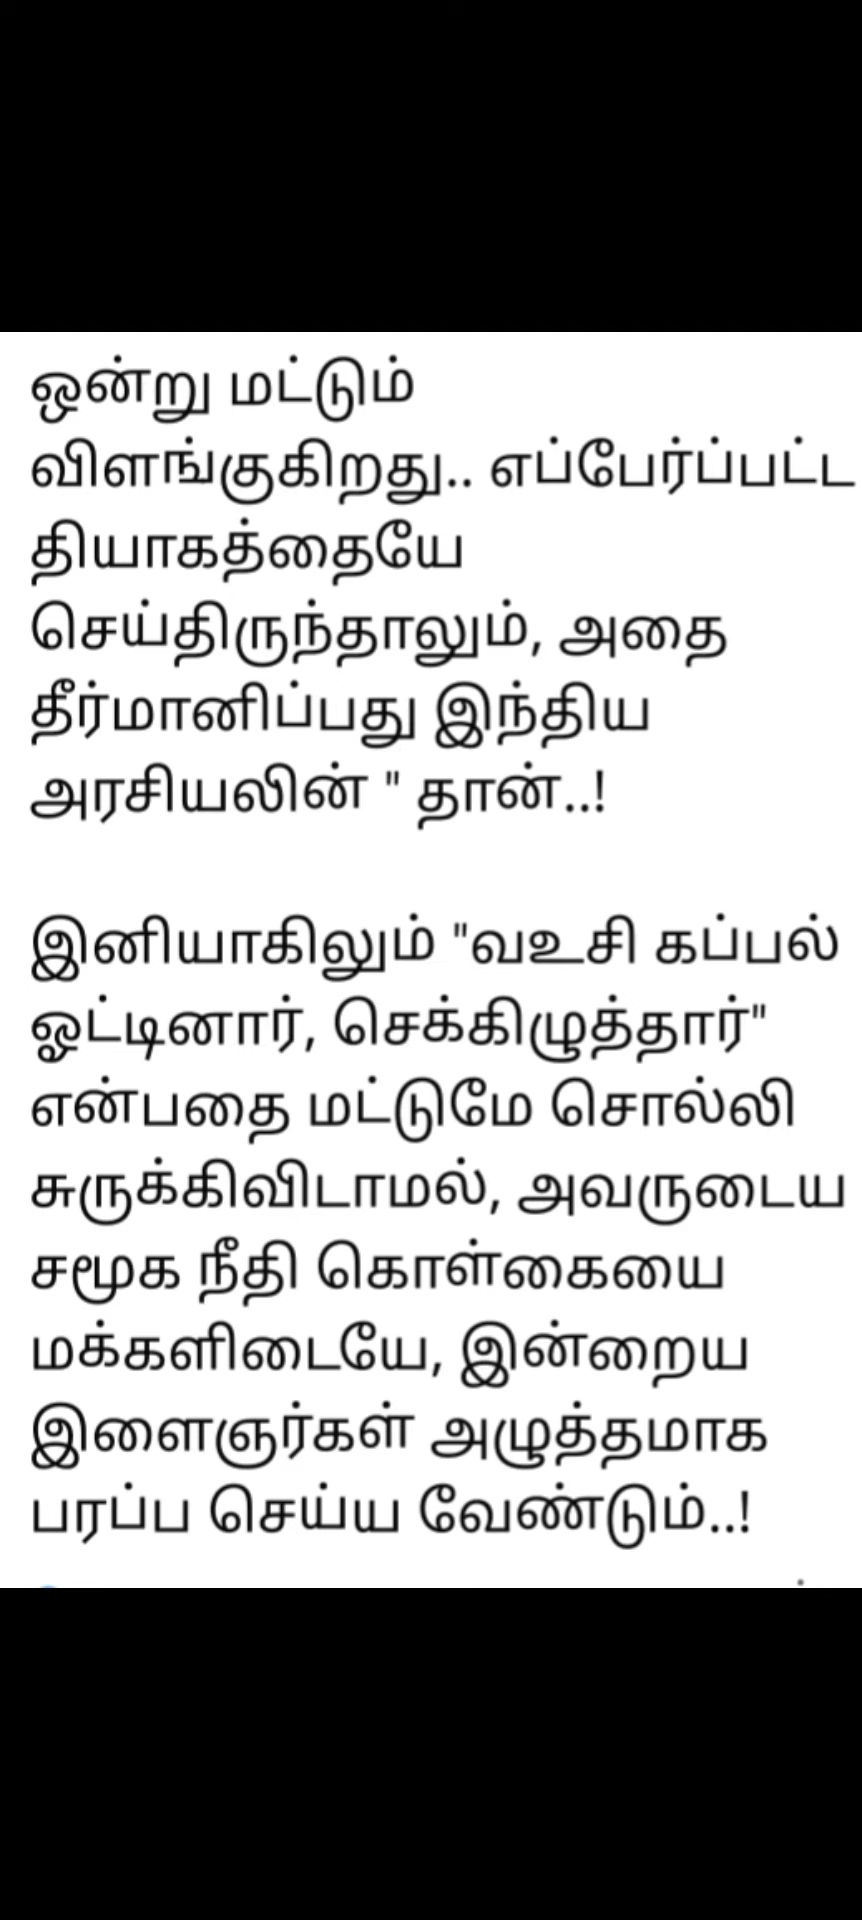 ஒன்று மட்டும்
விளங்குகிறது.. எப்பேர்ப்பட்ட
தியாகத்தையே
செய்திருந்தாலும், அதை
தீர்மானிப்பது இந்திய
அரசியலின் " தான்..!
இனியாகிலும் "வஉசி கப்பல்
ஓட்டினார், செக்கிழுத்தார்"
என்பதை மட்டுமே சொல்லி
சுருக்கிவிடாமல், அவருடைய
சமூக நீதி கொள்கையை
மக்களிடையே, இன்றைய
இளைஞர்கள் அழுத்தமாக
பரப்ப செய்ய வேண்டும்..!